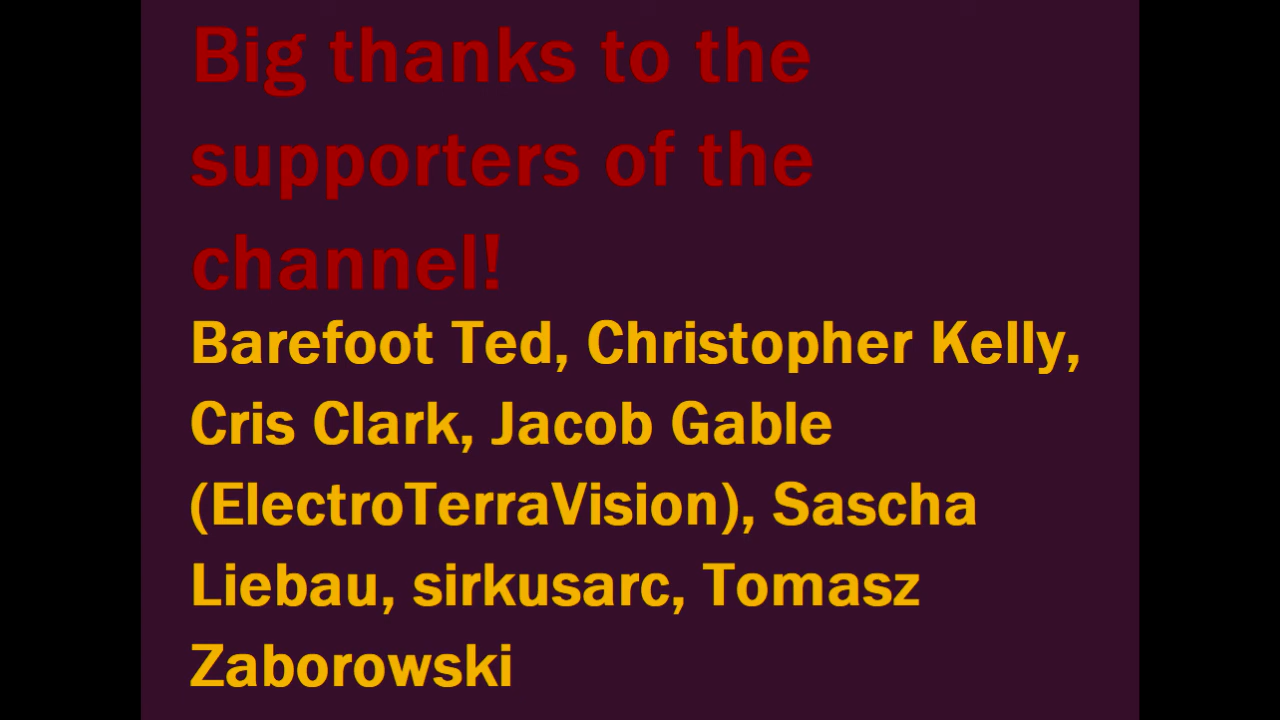 Big thanks to the
supporters of the
channel!
Barefoot Ted, Christopher Kelly,
Cris Clark, Jacob Gable
(ElectroTerraVision), Sascha
Liebau, sirkusarc, Tomasz
Zaborowski